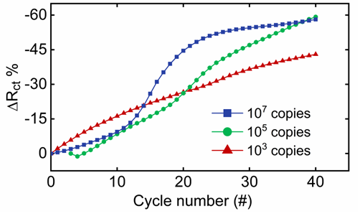 ΔRct %
-60
-45
-30
-15
0
10⁷ copies
10⁵ copies
10³ copies
0 10 20 30 40
Cycle number (#)